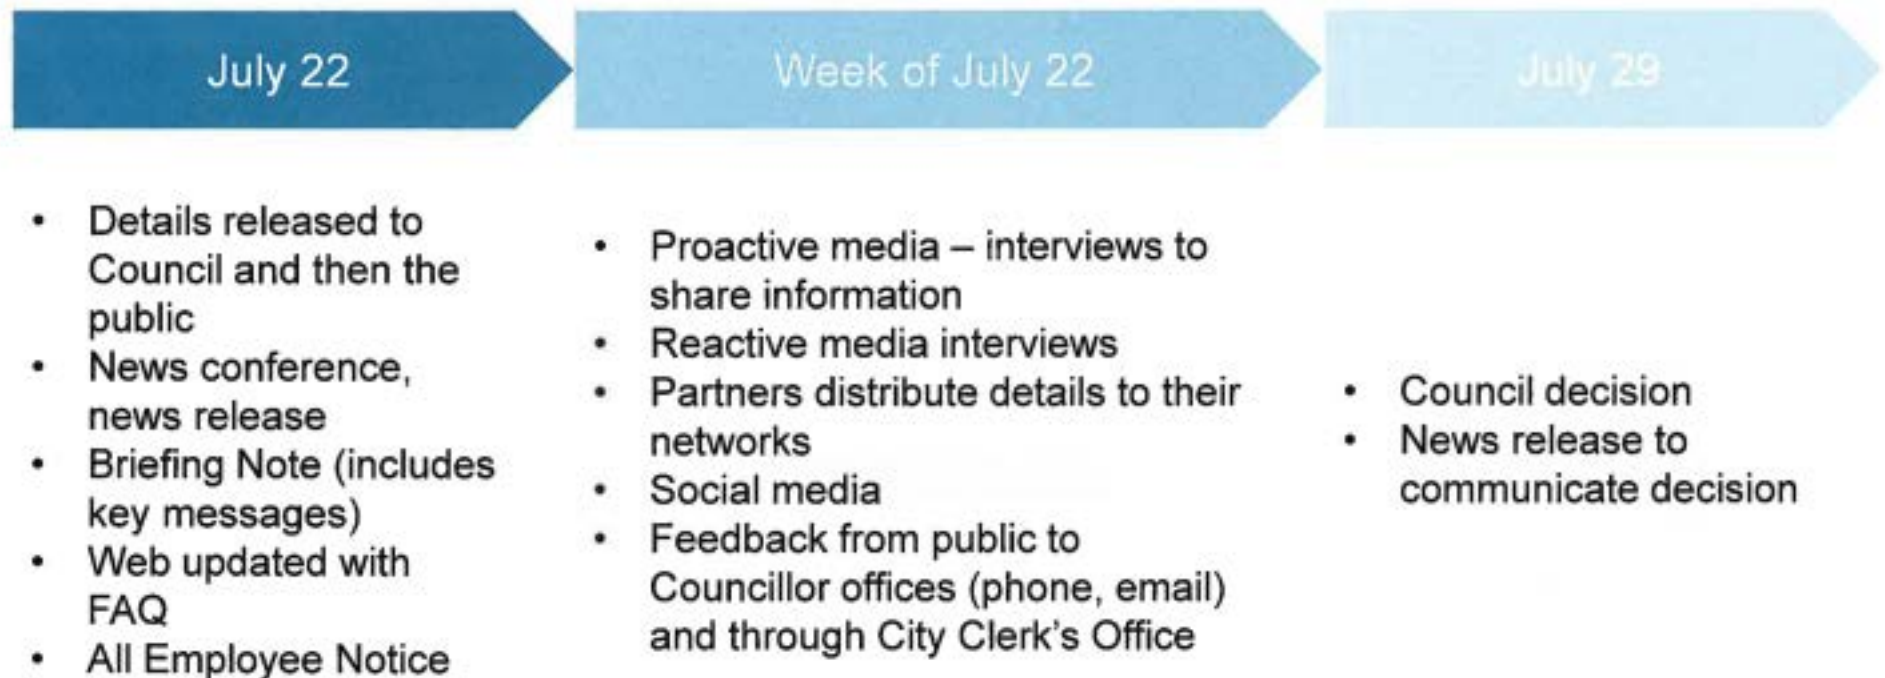 July 22
• Details released to
Council and then the
public
• News conference,
news release
• Briefing Note (includes
key messages)
• Web updated with
FAQ
• All Employee Notice
Week of July 22
• Proactive media – interviews to
share information
• Reactive media interviews
• Partners distribute details to their
networks
• Social media
• Feedback from public to
Councillor offices (phone, email)
and through City Clerk's Office
July 29
• Council decision
• News release to
communicate decision